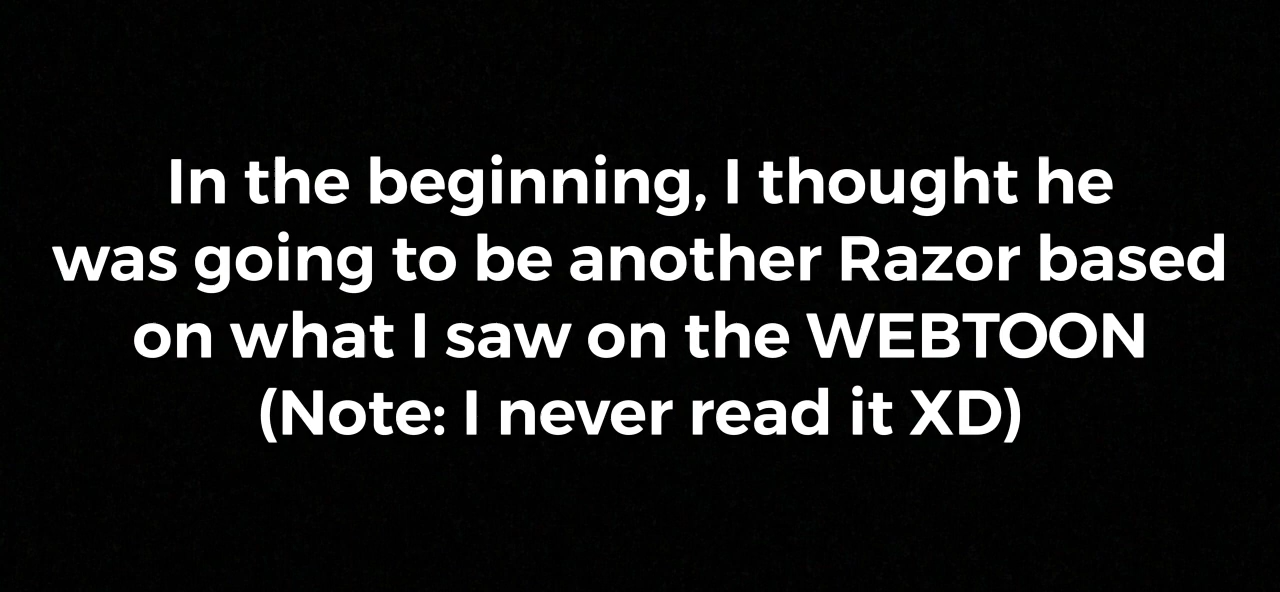 In the beginning, I thought he
was going to be another Razor based
on what I saw on the WEBTOON
(Note: I never read it XD)